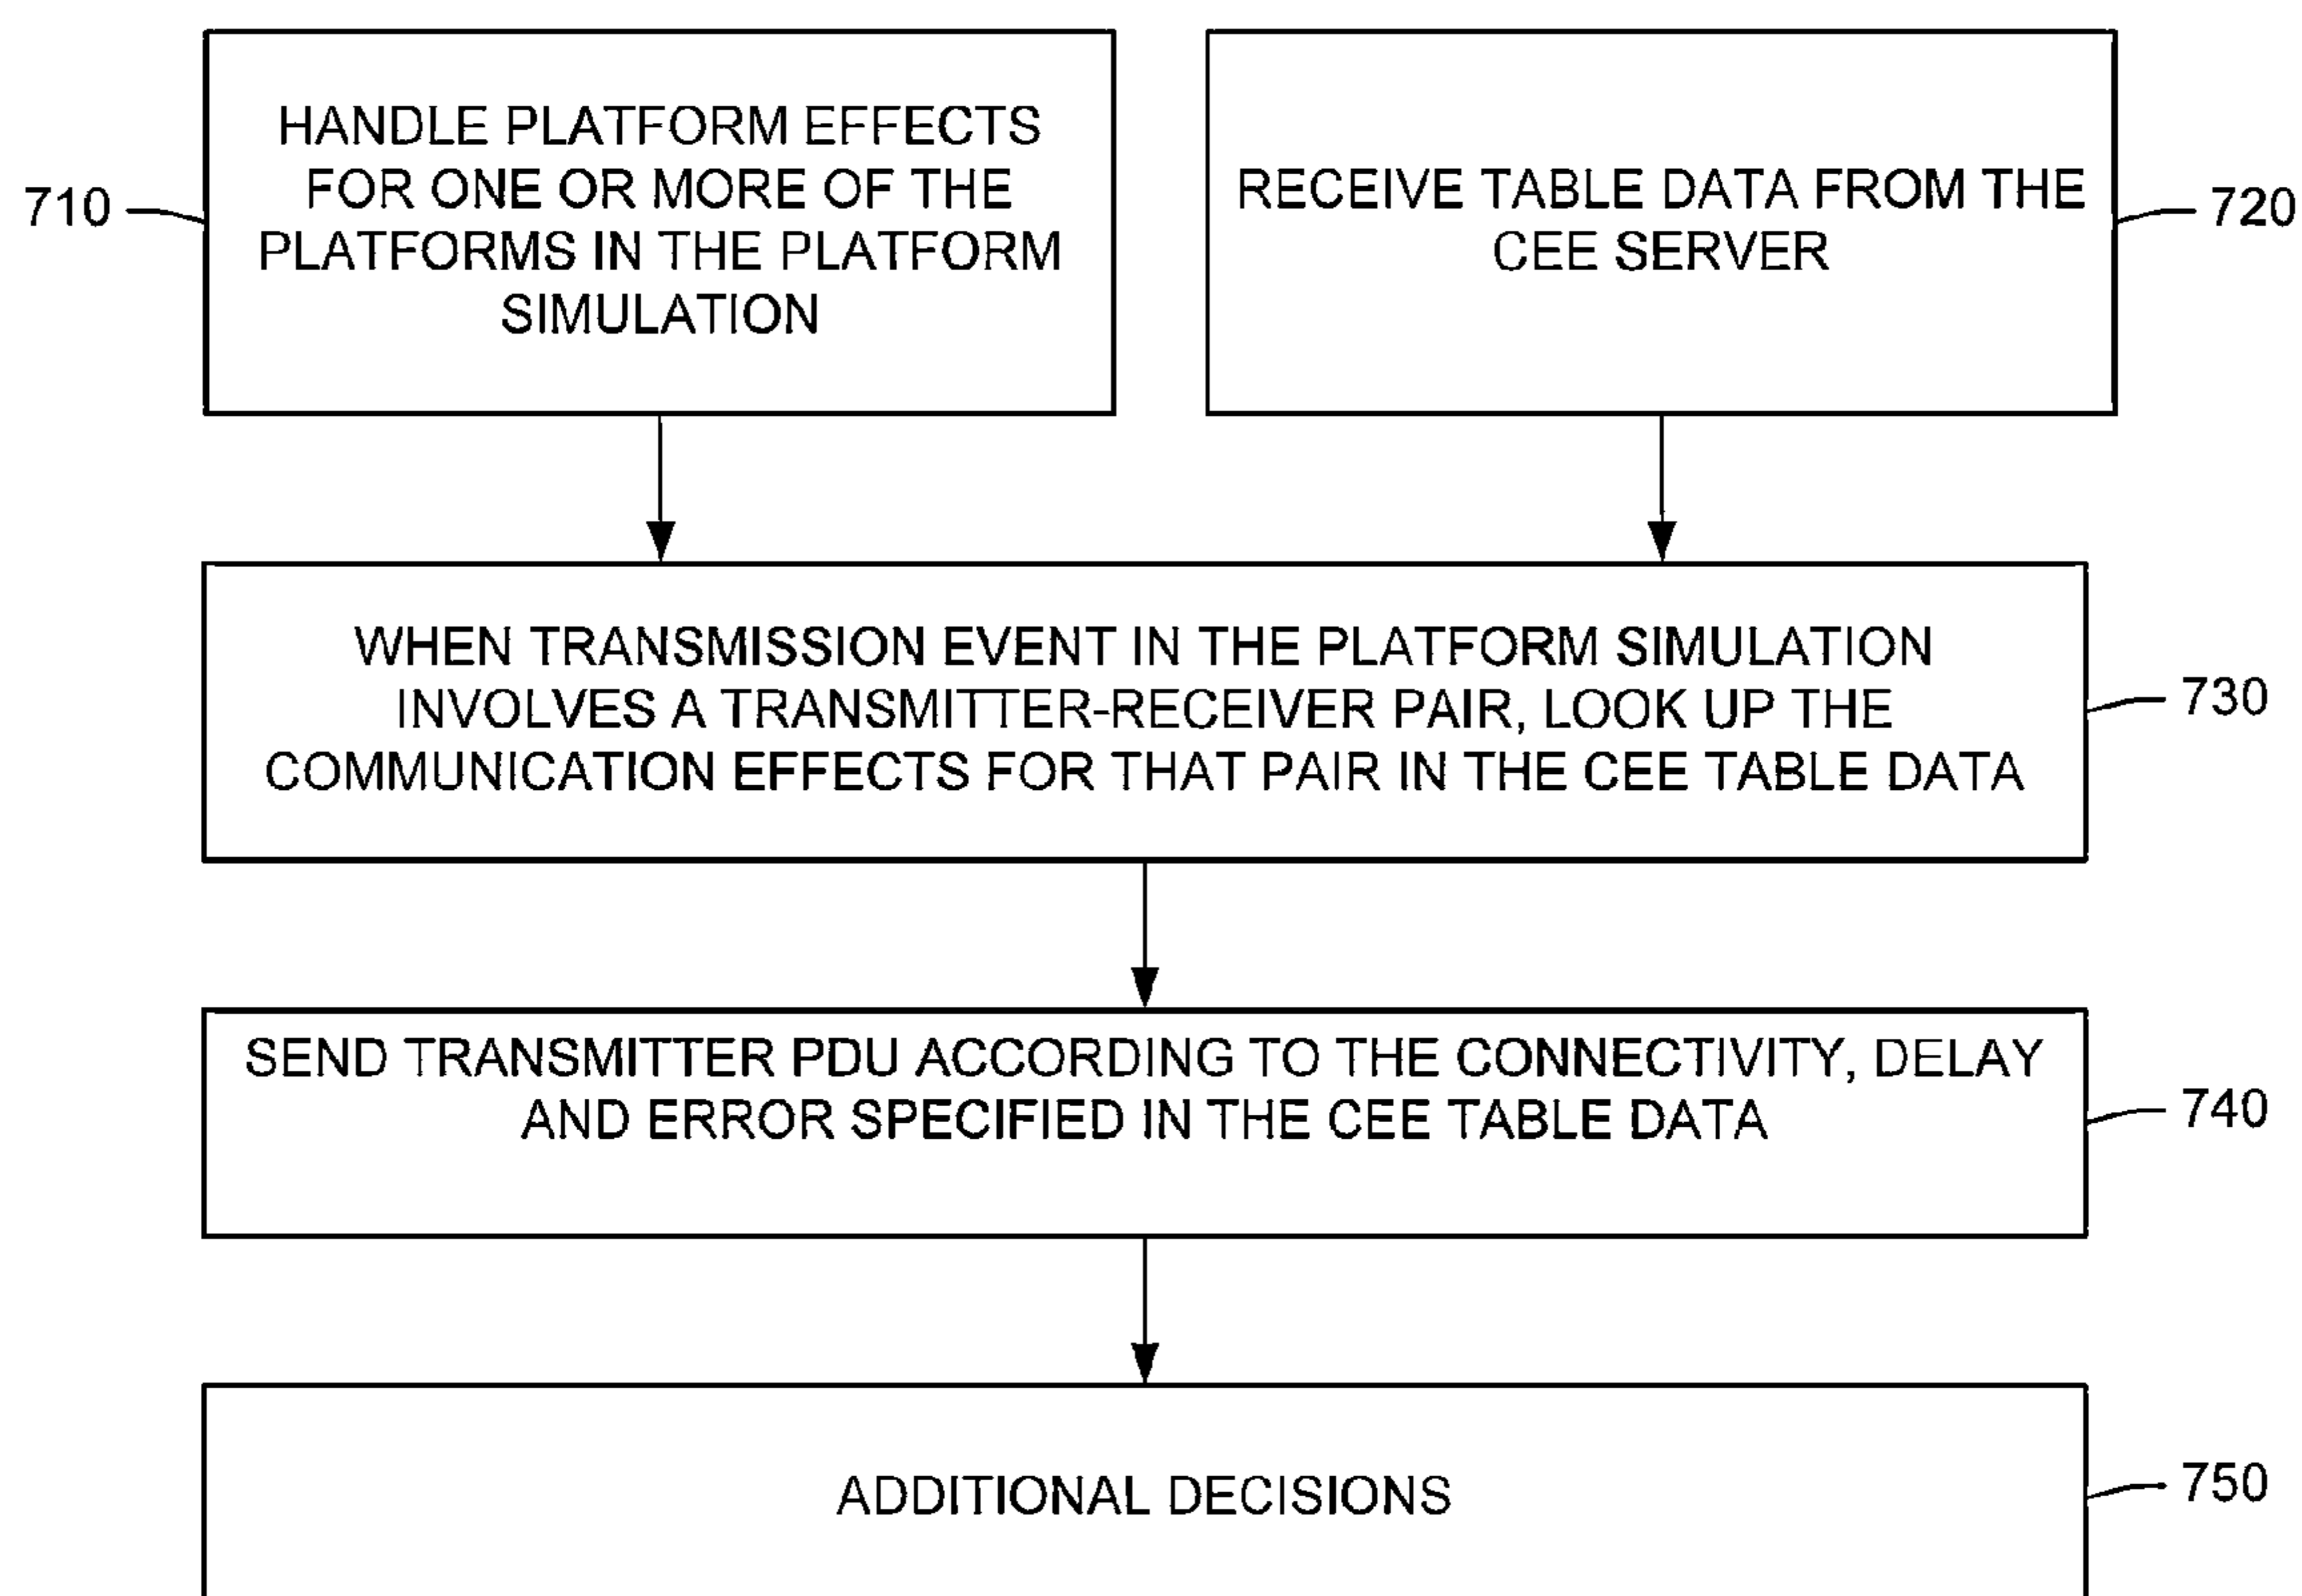 HANDLE PLATFORM EFFECTS
FOR ONE OR MORE OF THE
PLATFORMS IN THE PLATFORM
SIMULATION
710
RECEIVE TABLE DATA FROM THE
CEE SERVER
720
WHEN TRANSMISSION EVENT IN THE PLATFORM SIMULATION
INVOLVES A TRANSMITTER-RECEIVER PAIR, LOOK UP THE
COMMUNICATION EFFECTS FOR THAT PAIR IN THE CEE TABLE DATA
730
SEND TRANSMITTER PDU ACCORDING TO THE CONNECTIVITY, DELAY
AND ERROR SPECIFIED IN THE CEE TABLE DATA
740
ADDITIONAL DECISIONS
750